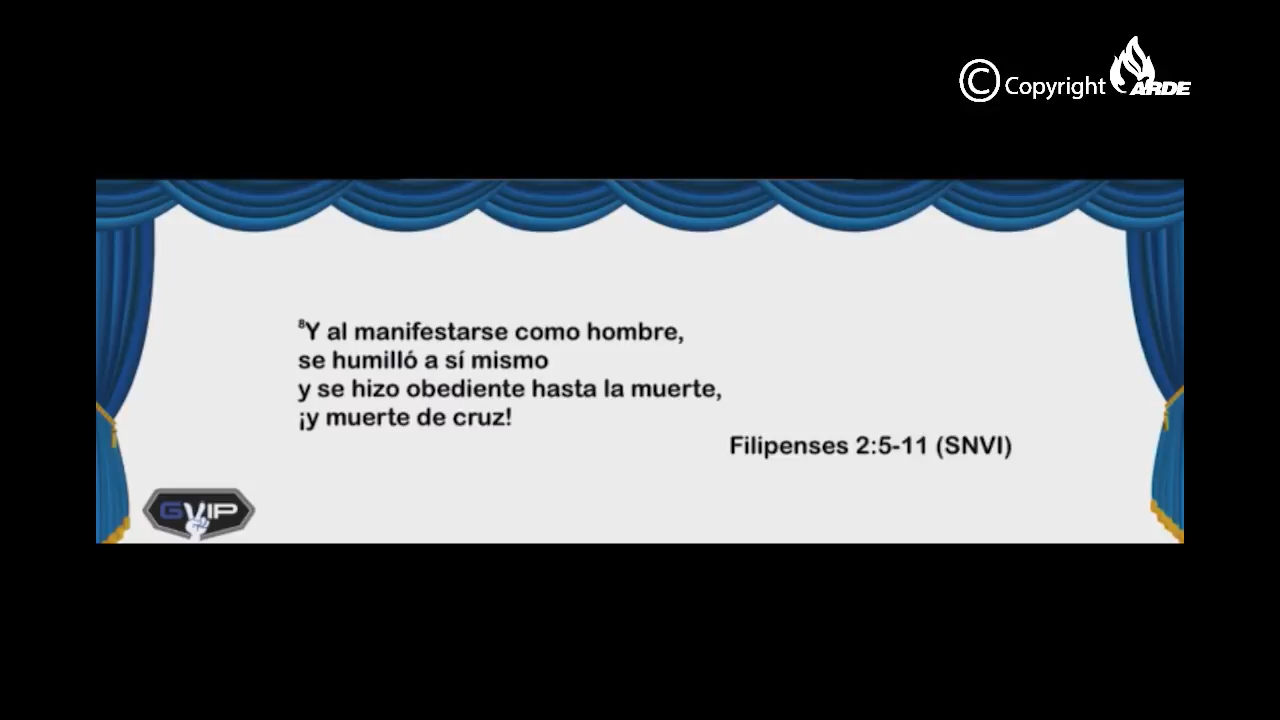 © Copyright ARDE
⁸Y al manifestarse como hombre,
se humilló a sí mismo
y se hizo obediente hasta la muerte,
¡y muerte de cruz!
Filipenses 2:5-11 (SNVI)
GVIP